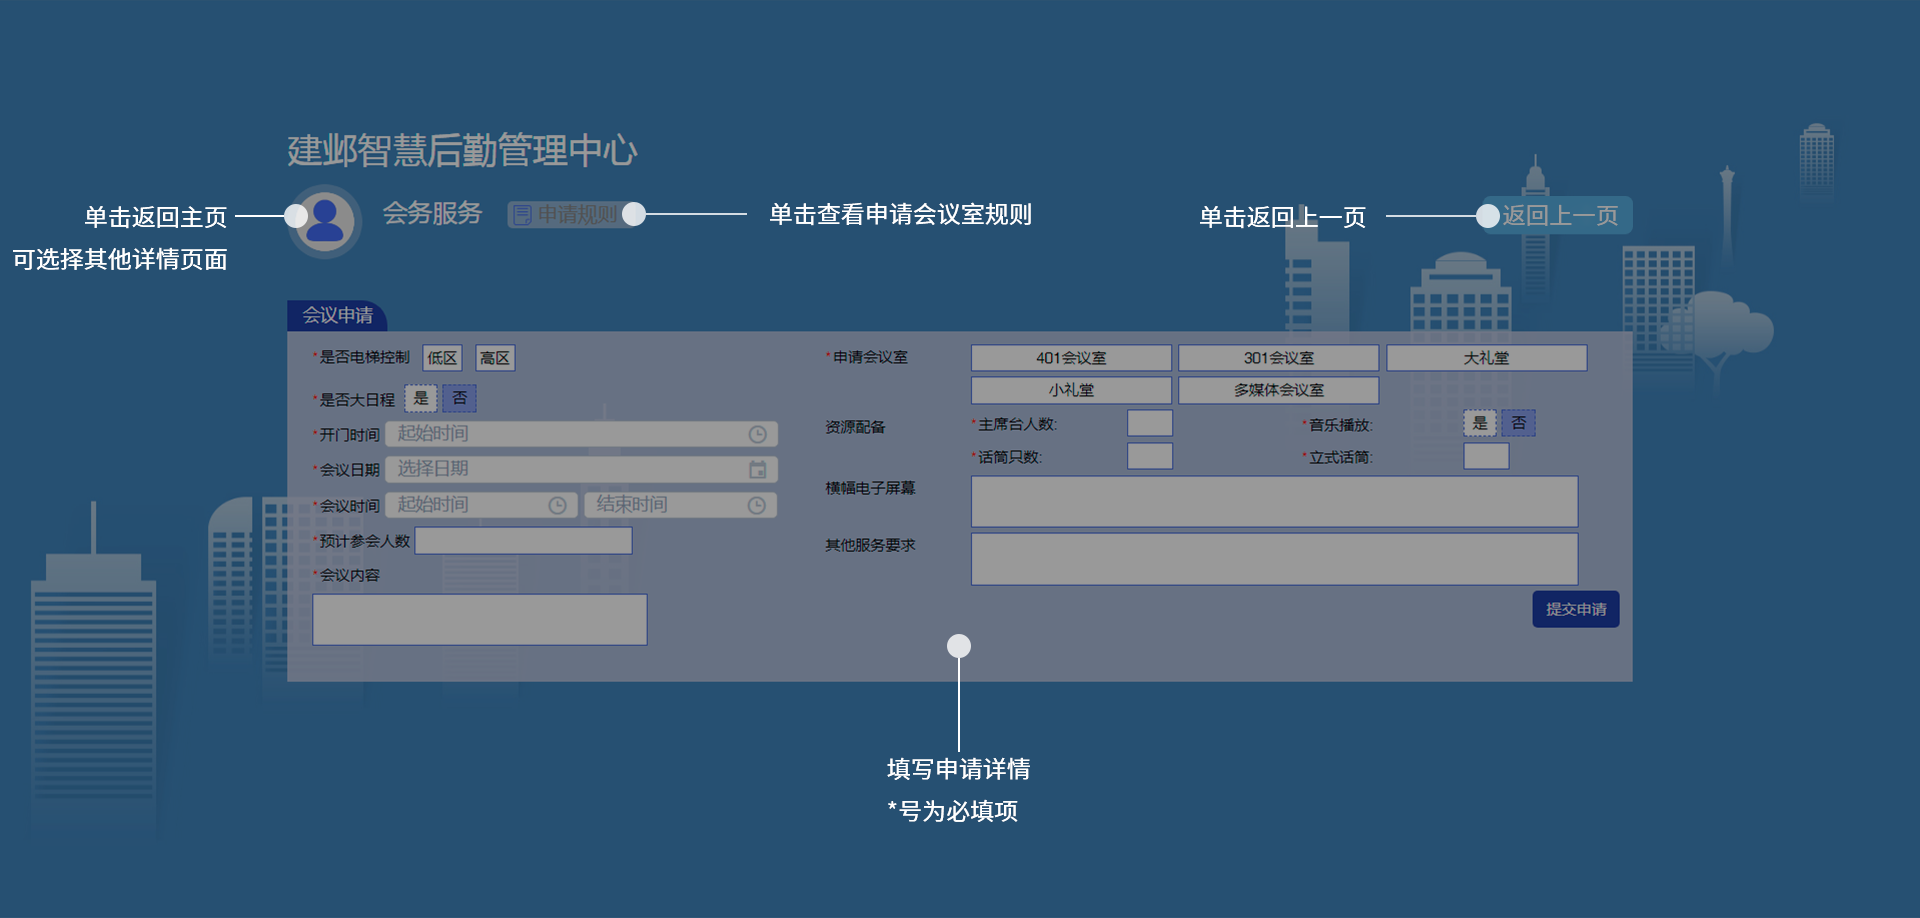 建邺智慧后勤管理中心
单击返回主页
可选择其他详情页面
会务服务
申请规则
单击查看申请会议室规则
单击返回上一页
返回上一页
会议申请
*是否电梯控制 低区 高区
*是否大日程 是 否
*开门时间 起始时间
*会议日期 选择日期
*会议时间 起始时间 结束时间
*预计参会人数
*会议内容
*申请会议室 401会议室 301会议室 大礼堂
小礼堂 多媒体会议室
资源配备 *主席台人数: *音乐播放: 是 否
*话筒只数: *立式话筒:
横幅电子屏幕
其他服务要求
提交申请
填写申请详情
*号为必填项